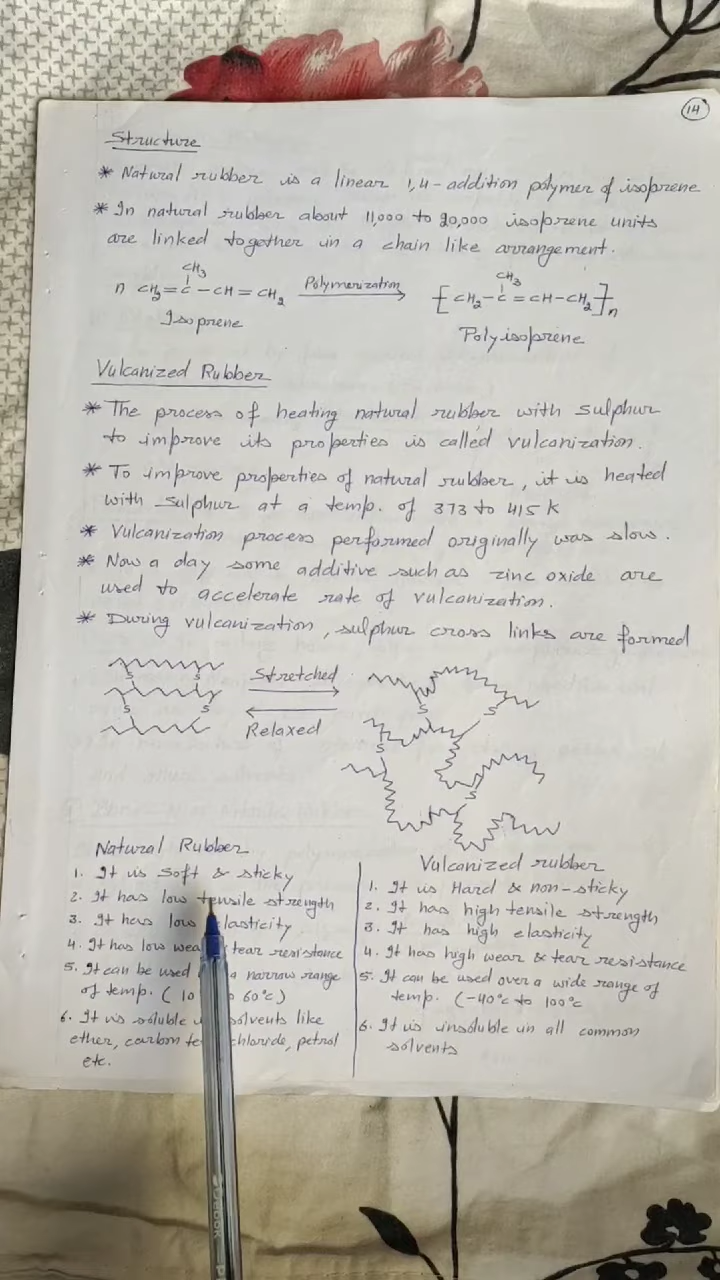 14
Structure
* Natural rubber is a linear 1,4-addition polymer of isoprene
* In natural rubber about 11,000 to 20,000 isoprene units
are linked together in a chain like arrangement.
CH3 CH3
n CH2=C-CH=CH2 Polymerization [CH2-C=CH-CH2]n
Isoprene Polyisoprene
Vulcanized Rubber
* The process of heating natural rubber with sulphur
to improve its properties is called vulcanization.
* To improve properties of natural rubber, it is heated
with sulphur at a temp. of 373 to 415 K
* Vulcanization process performed originally was slow.
* Now a day some additive such as zinc oxide are
used to accelerate rate of vulcanization.
* During vulcanization, sulphur cross links are formed
S S Stretched S S
S S Relaxed S
S
Natural Rubber
1. It is soft & sticky
2. It has low tensile strength
3. It has low elasticity
4. It has low wear tear resistance
5. It can be used a narrow range
of temp. (10 60°c)
6. It is soluble solvents like
ether, carbon chloride, petrol
etc.
Vulcanized rubber
1. It is Hard & non-sticky
2. It has high tensile strength
3. It has high elasticity
4. It has high wear & tear resistance
5. It can be used over a wide range of
temp. (-40°c to 100°c
6. It is insoluble in all common
solvents